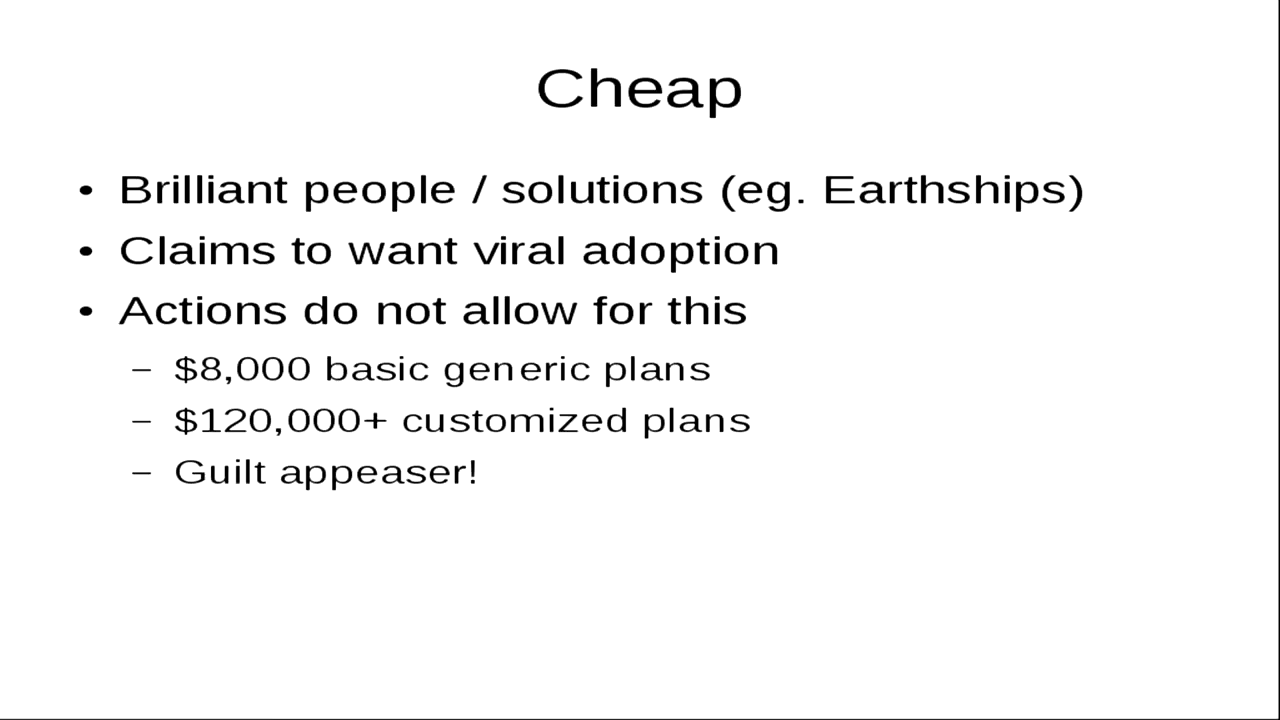 Cheap
• Brilliant people / solutions (eg. Earthships)
• Claims to want viral adoption
• Actions do not allow for this
– $8,000 basic generic plans
– $120,000+ customized plans
– Guilt appeaser!